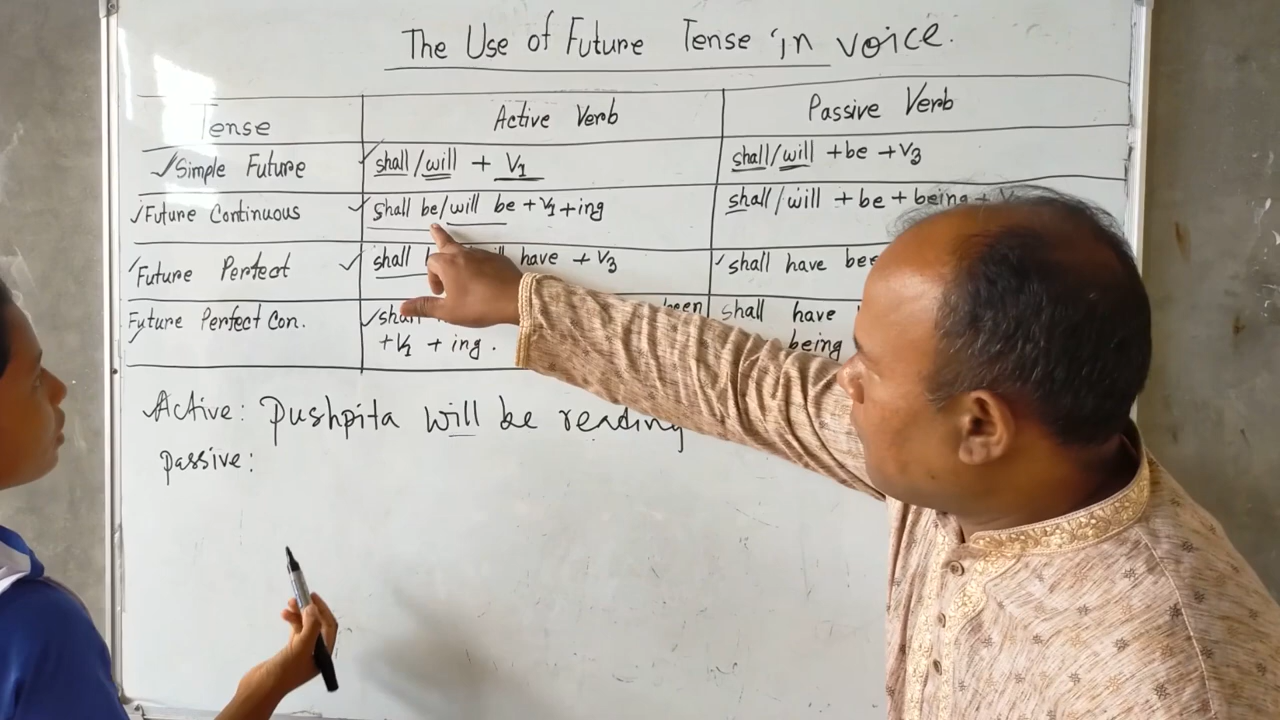 The Use of Future Tense in voice.
Tense Active Verb Passive Verb
Simple Future shall/will + V1 shall/will +be +V3
Future Continuous shall be/will be +V1 +ing shall/will +be + being +
Future Perfect shall have + V3 shall have
Future Perfect Con. been shall have
+V1 + ing. being
Active: Pushpita will be reading
passive: